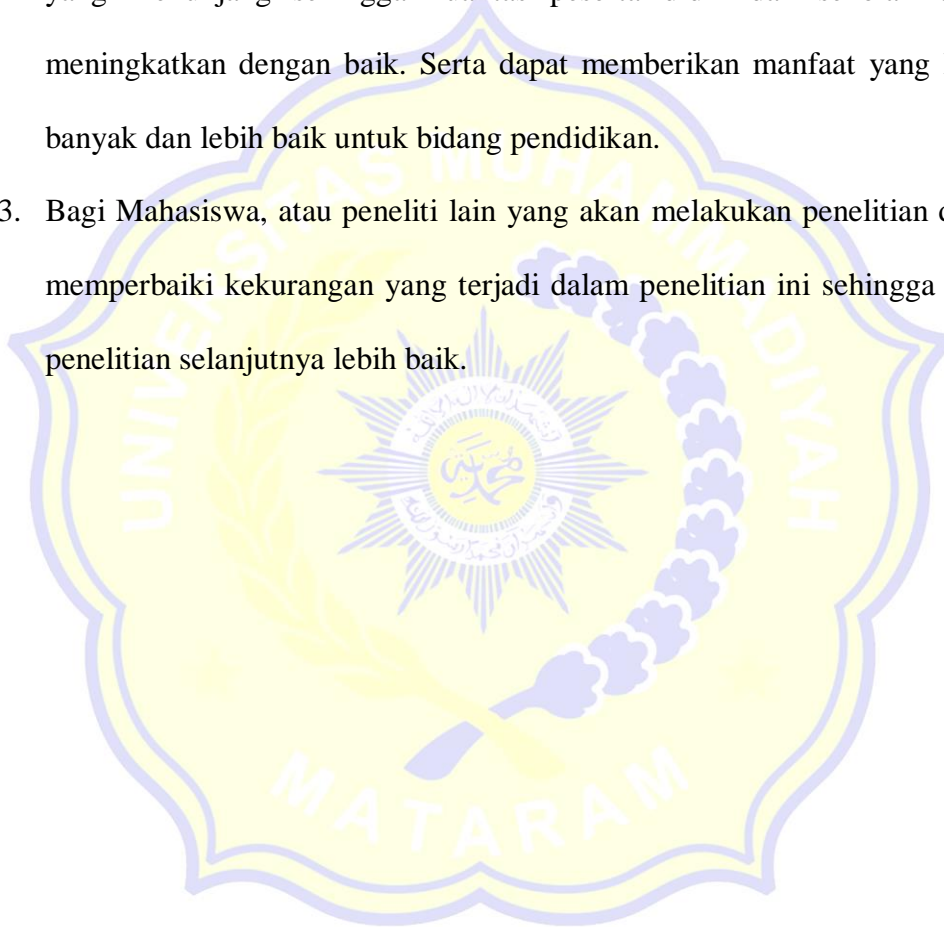 meningkatkan dengan baik. Serta dapat memberikan manfaat yang
banyak dan lebih baik untuk bidang pendidikan.
3. Bagi Mahasiswa, atau peneliti lain yang akan melakukan penelitian
memperbaiki kekurangan yang terjadi dalam penelitian ini sehingga
penelitian selanjutnya lebih baik.
UNIVERSITAS MUHAMMADIYAH
MATARAM